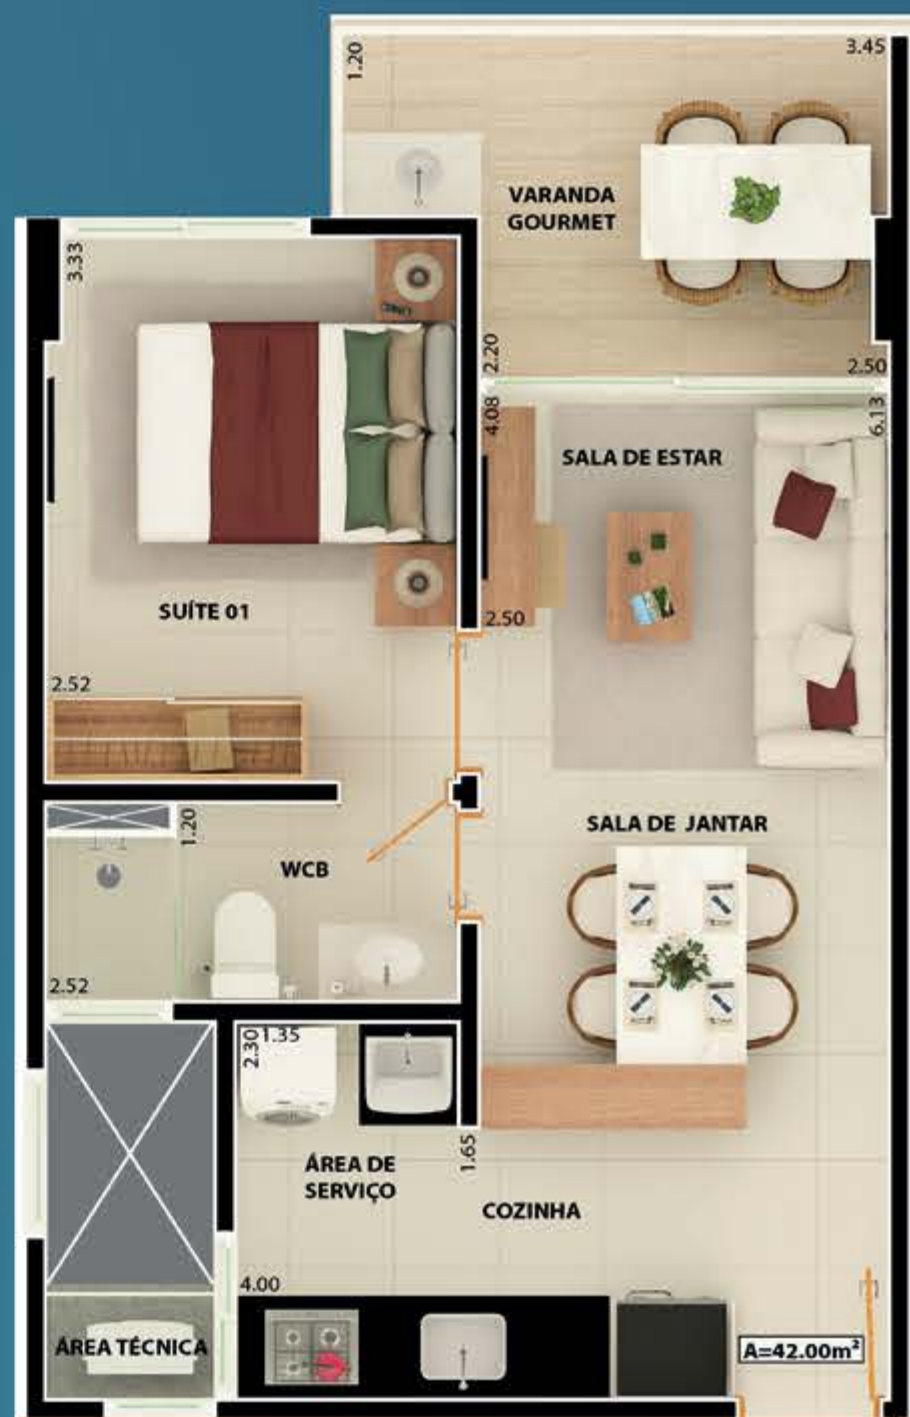 1.20
3.45
VARANDA
GOURMET
3.33
2.20
2.50
4.08
6.13
SALA DE ESTAR
SUÍTE 01
2.50
2.52
1.20
SALA DE JANTAR
WCB
2.52
2.30
1.35
ÁREA DE
SERVIÇO
1.65
COZINHA
4.00
ÁREA TÉCNICA
A=42.00m²